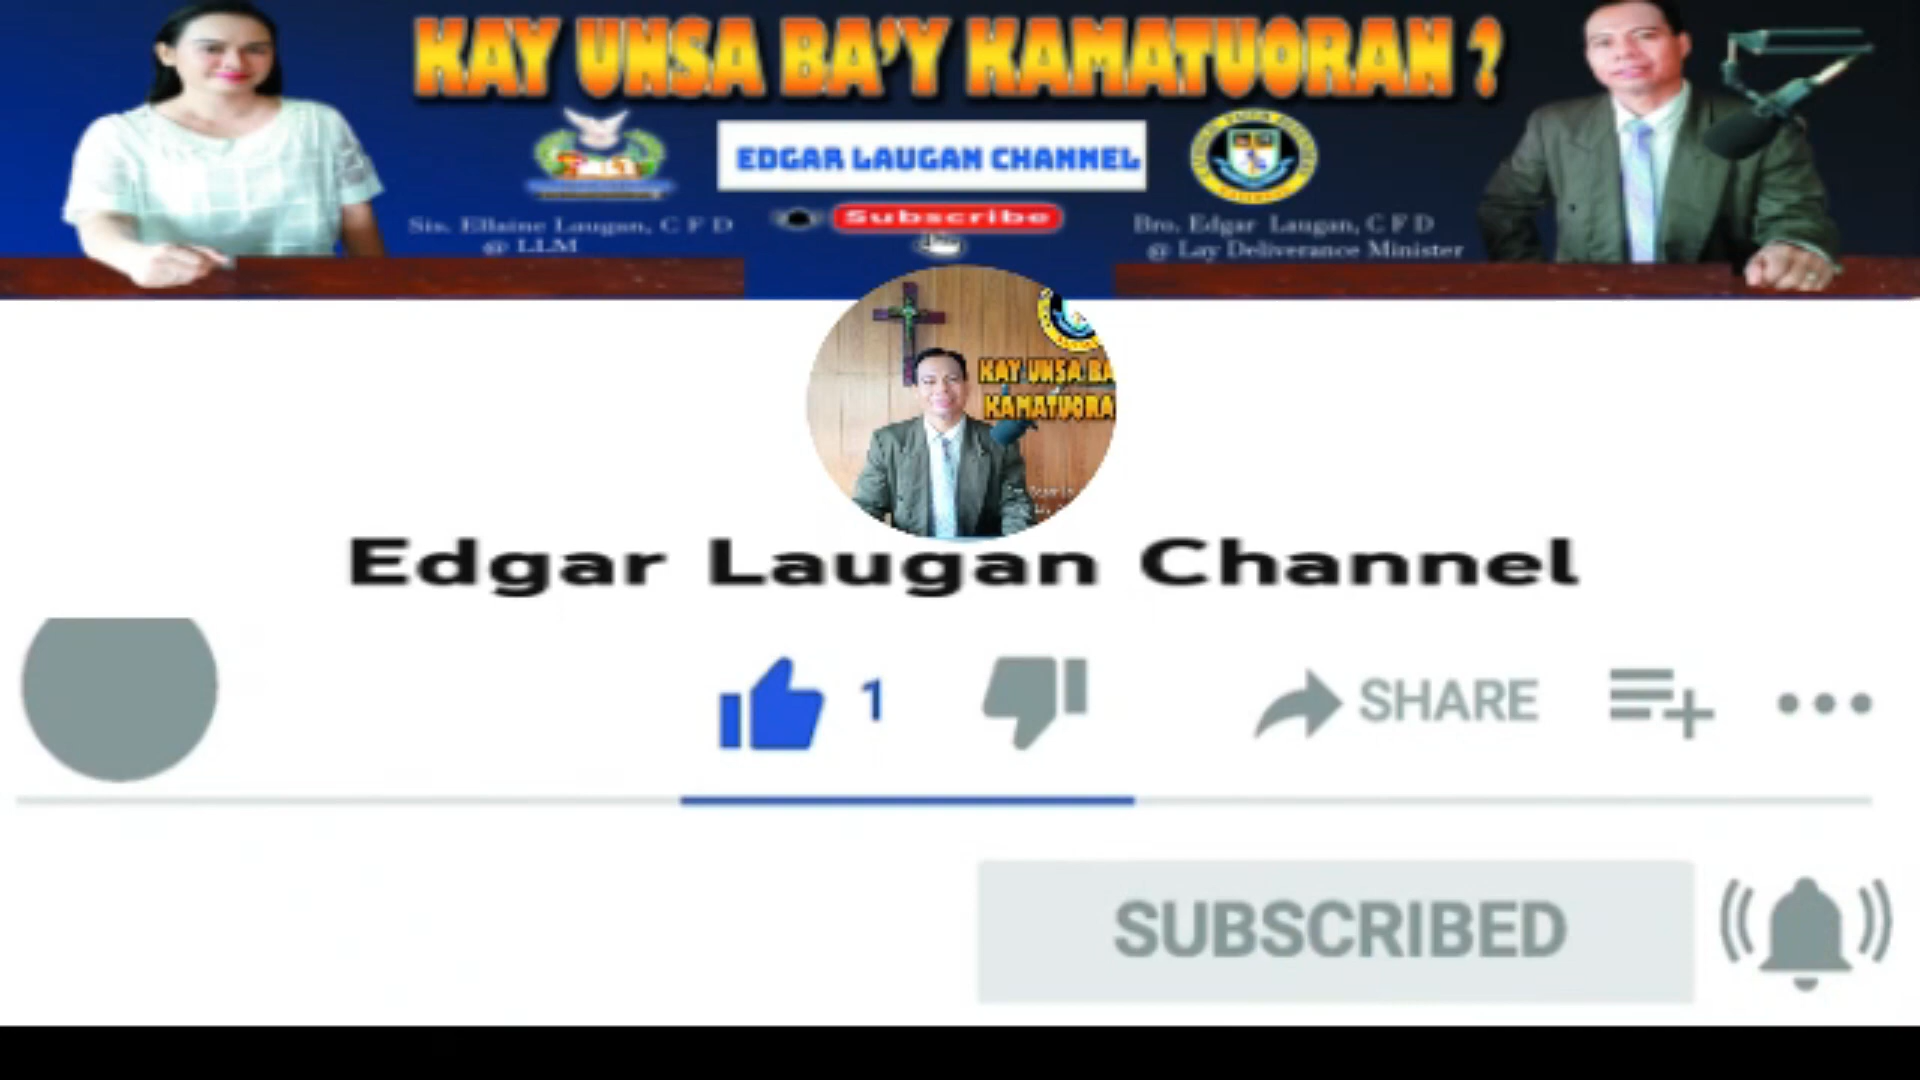 KAY UNSA BA'Y KAMATUORAN ?
EDGAR LAUGAN CHANNEL
Subscribe
Sis. Ellaine Laugan, C F D
@ LLM
Bro. Edgar Laugan, C F D
@ Lay Deliverance Minister
KAY UNSA BA
KAMATUORA
Edgar Laugan Channel
1
SHARE
SUBSCRIBED